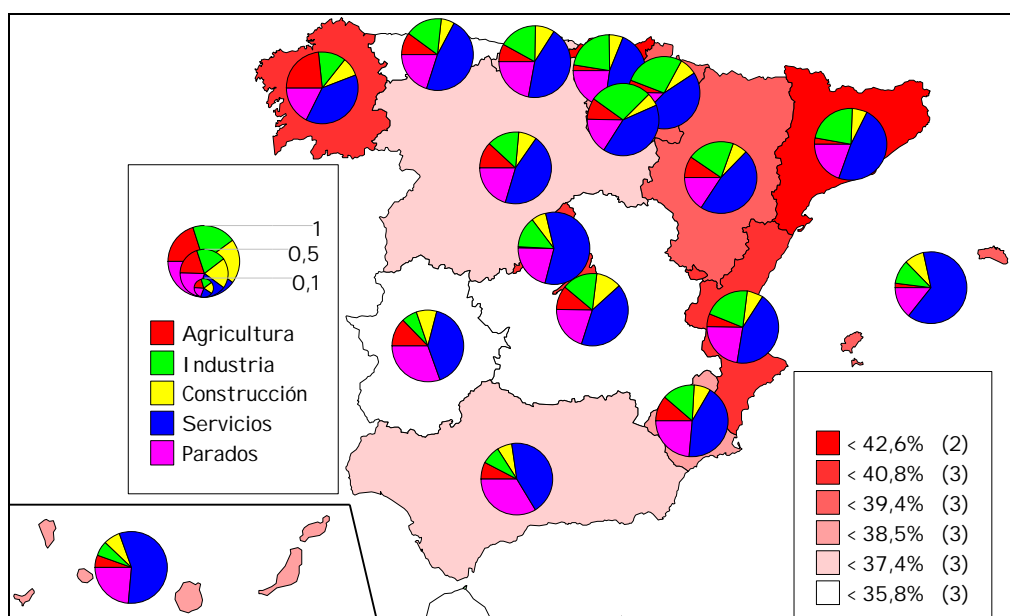 1
0,5
0,1
Agricultura
Industria
Construcción
Servicios
Parados
< 42,6% (2)
< 40,8% (3)
< 39,4% (3)
< 38,5% (3)
< 37,4% (3)
< 35,8% (3)